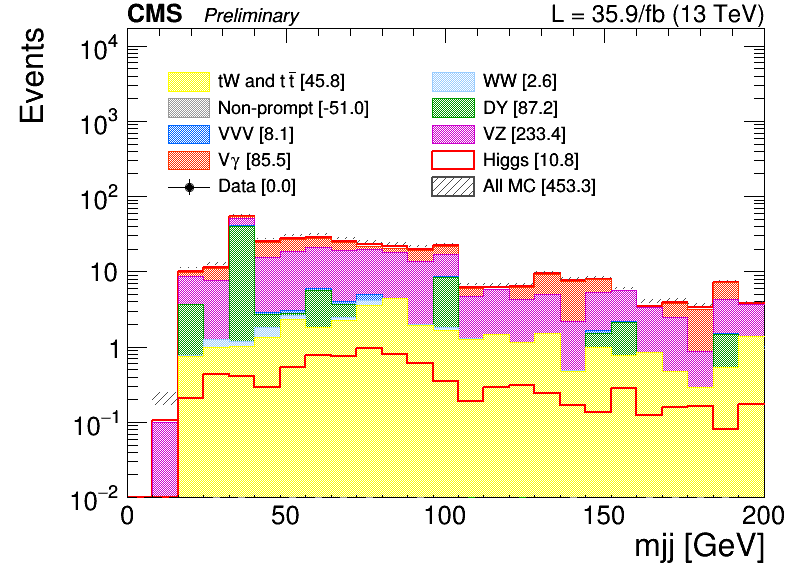 CMS Preliminary L = 35.9/fb (13 TeV)
Events
10⁴
10³
10²
10
1
10⁻¹
10⁻²
tW and t t̅ [45.8] WW [2.6]
Non-prompt [-51.0] DY [87.2]
VVV [8.1] VZ [233.4]
Vγ [85.5] Higgs [10.8]
Data [0.0] All MC [453.3]
0 50 100 150 200
mjj [GeV]